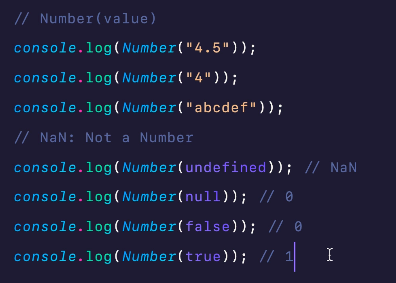 // Number(value)
console.log(Number("4.5"));
console.log(Number("4"));
console.log(Number("abcdef"));
// NaN: Not a Number
console.log(Number(undefined)); // NaN
console.log(Number(null)); // 0
console.log(Number(false)); // 0
console.log(Number(true)); // 1